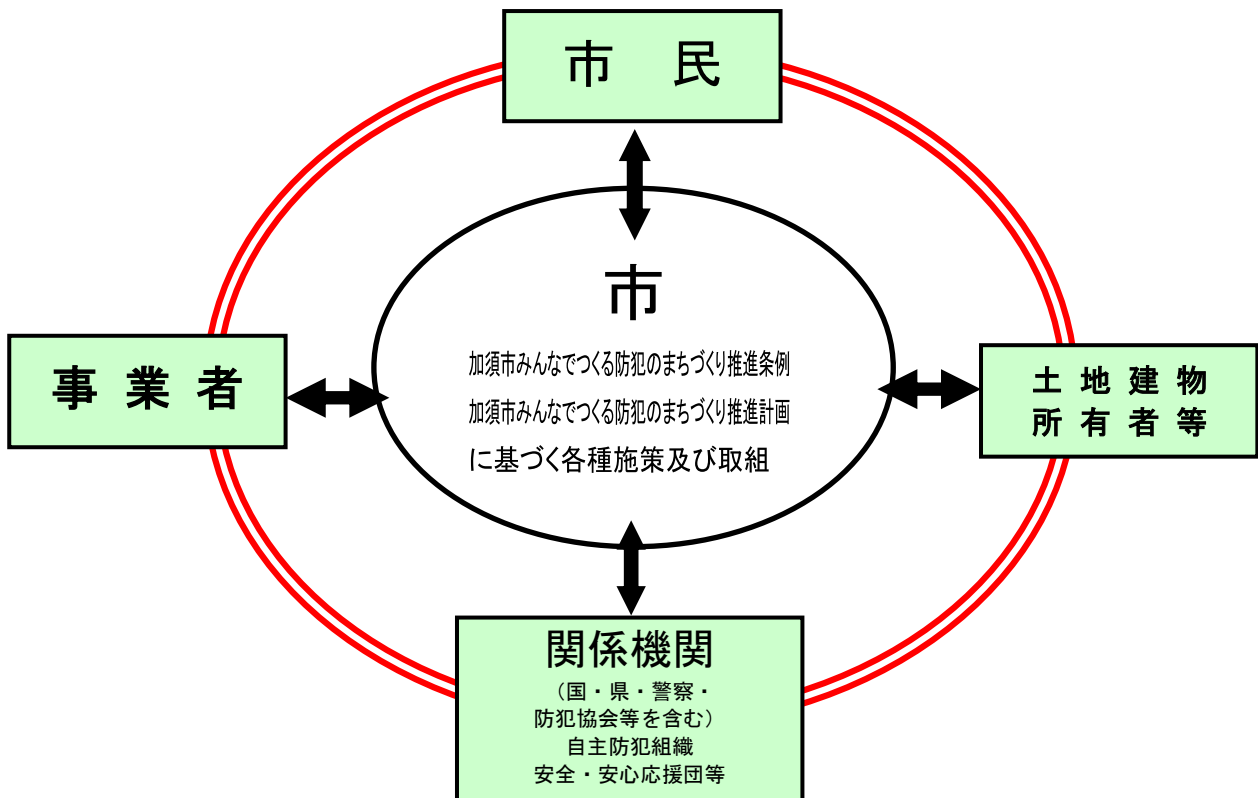 市 民
市
事 業 者
加須市みんなでつくる防犯のまちづくり推進条例
加須市みんなでつくる防犯のまちづくり推進計画
に基づく各種施策及び取組
土 地 建 物
所 有 者 等
関係機関
（国・県・警察・
防犯協会等を含む）
自主防犯組織
安全・安心応援団等